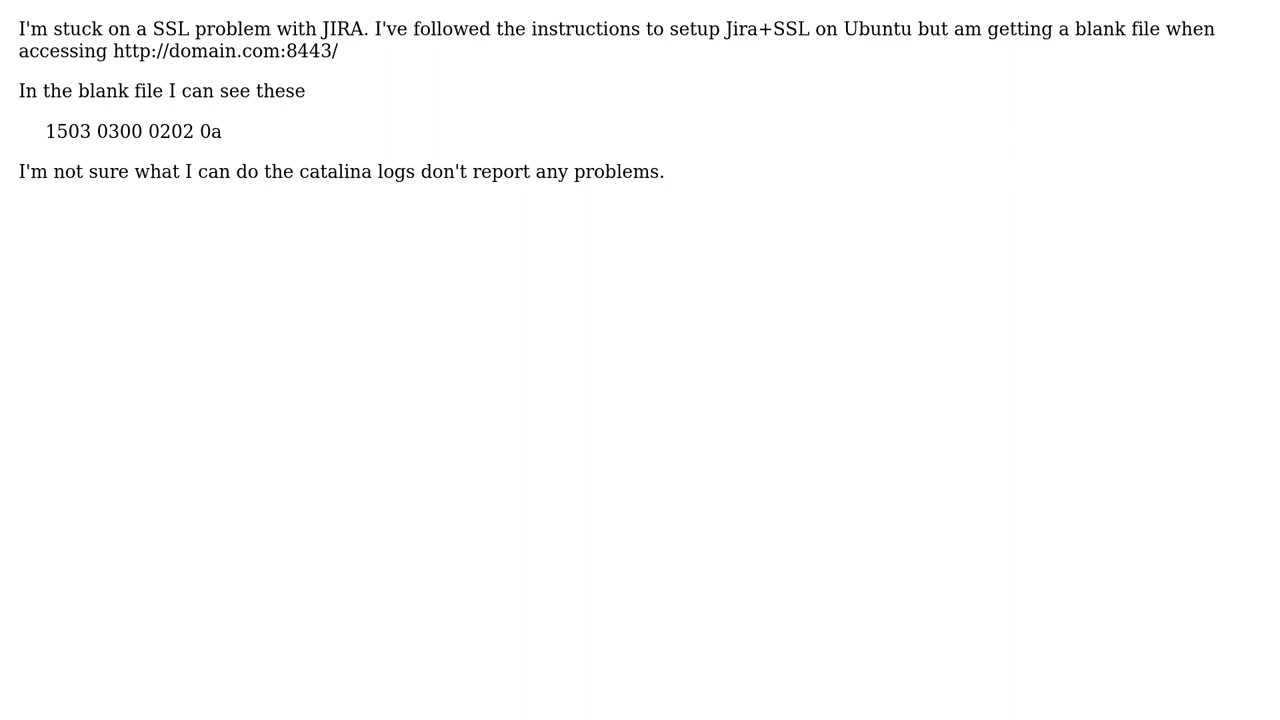 I'm stuck on a SSL problem with JIRA. I've followed the instructions to setup Jira+SSL on Ubuntu but am getting a blank file when
accessing http://domain.com:8443/
In the blank file I can see these
1503 0300 0202 0a
I'm not sure what I can do the catalina logs don't report any problems.